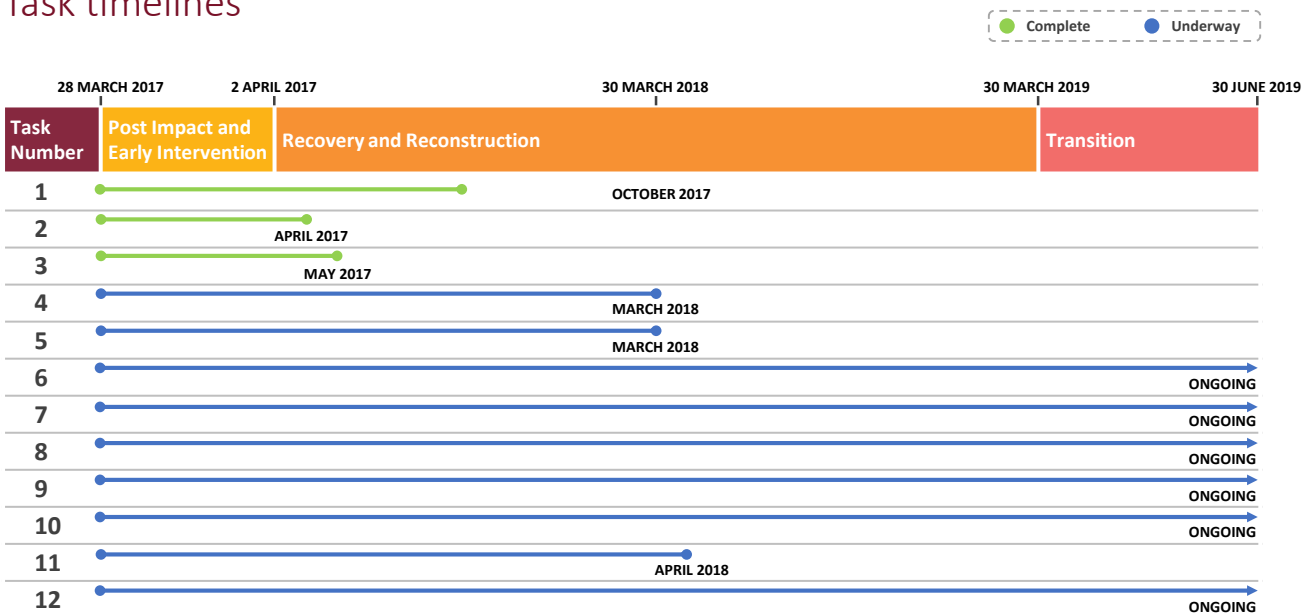 Task timelines
Complete Underway
28 MARCH 2017 2 APRIL 2017 30 MARCH 2018 30 MARCH 2019 30 JUNE 2019
Task
Number
Post Impact and
Early Intervention
Recovery and Reconstruction
Transition
1
OCTOBER 2017
2
APRIL 2017
3
MAY 2017
4
MARCH 2018
5
MARCH 2018
6
ONGOING
7
ONGOING
8
ONGOING
9
ONGOING
10
ONGOING
11
APRIL 2018
12
ONGOING